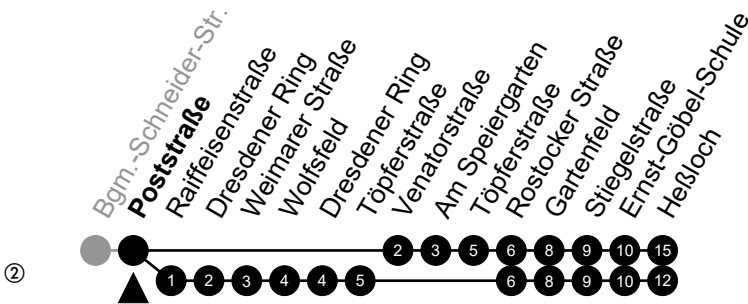 Bgm.-Schneider-Str.
Poststraße
Raiffeisenstraße
Dresdener Ring
Weimarer Straße
Wolfsfeld
Dresdener Ring
Töpferstraße
Venatorstraße
Am Speiergarten
Töpferstraße
Rostocker Straße
Gartenfeld
Stiegelstraße
Ernst-Göbel-Schule
Heßloch
2 3 5 6 8 9 10 15
② 1 2 3 4 4 5 6 8 9 10 12